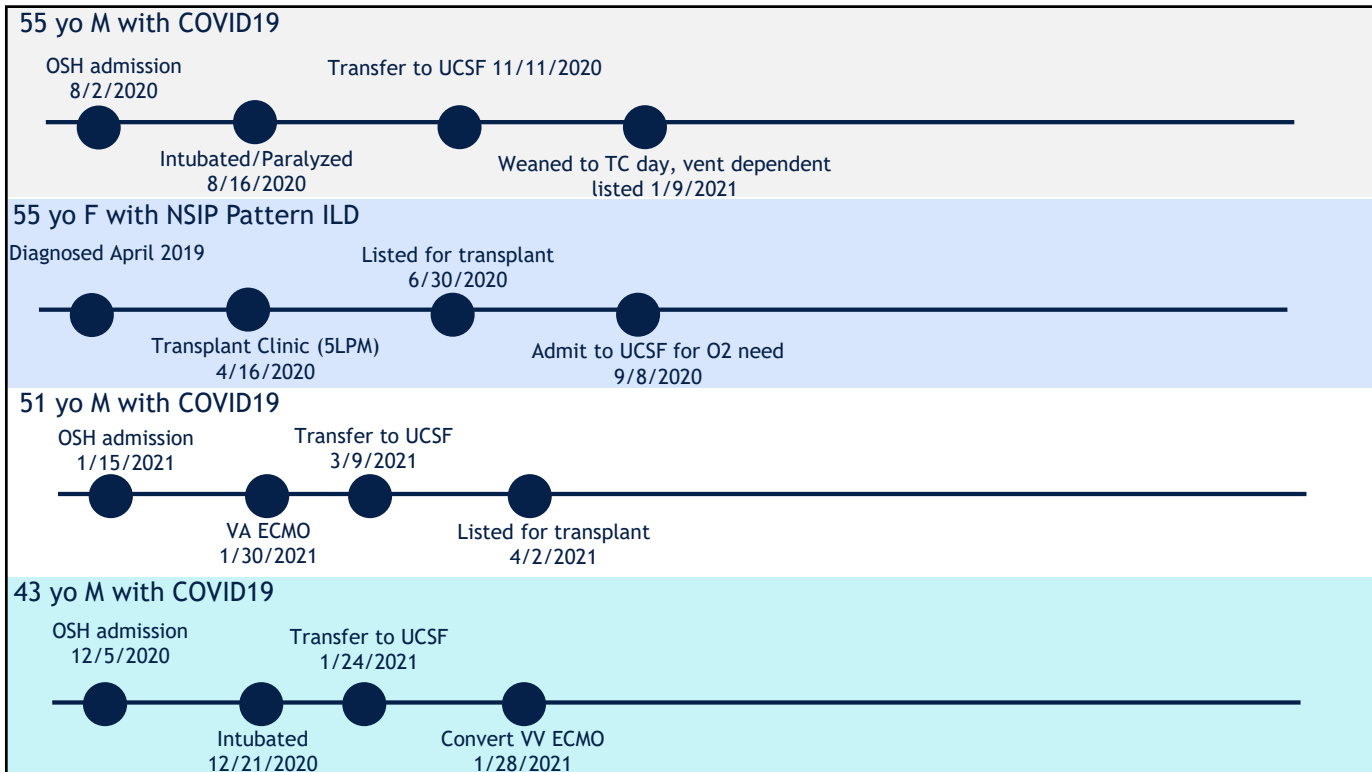 55 yo M with COVID19
OSH admission
8/2/2020
Transfer to UCSF 11/11/2020
Intubated/Paralyzed
8/16/2020
Weaned to TC day, vent dependent
listed 1/9/2021
55 yo F with NSIP Pattern ILD
Diagnosed April 2019
Listed for transplant
6/30/2020
Transplant Clinic (5LPM)
4/16/2020
Admit to UCSF for O2 need
9/8/2020
51 yo M with COVID19
OSH admission
1/15/2021
Transfer to UCSF
3/9/2021
VA ECMO
1/30/2021
Listed for transplant
4/2/2021
43 yo M with COVID19
OSH admission
12/5/2020
Transfer to UCSF
1/24/2021
Intubated
12/21/2020
Convert VV ECMO
1/28/2021